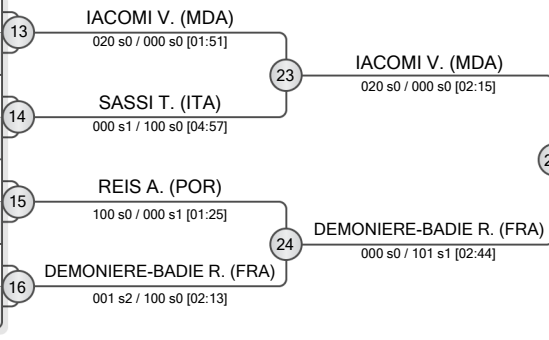 13
IACOMI V. (MDA)
020 s0 / 000 s0 [01:51]
23
IACOMI V. (MDA)
020 s0 / 000 s0 [02:15]
14
SASSI T. (ITA)
000 s1 / 100 s0 [04:57]
15
REIS A. (POR)
100 s0 / 000 s1 [01:25]
24
DEMONIERE-BADIE R. (FRA)
000 s0 / 101 s1 [02:44]
16
DEMONIERE-BADIE R. (FRA)
001 s2 / 100 s0 [02:13]